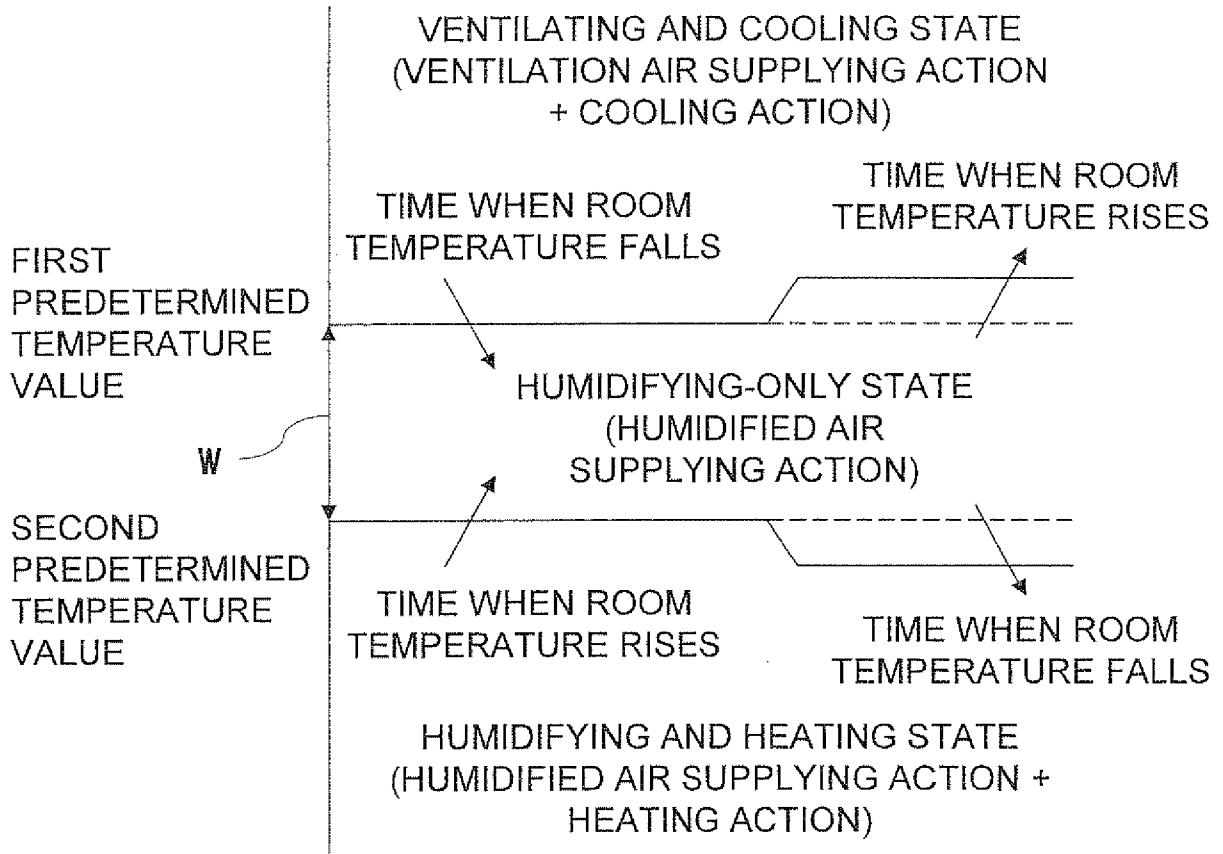 VENTILATING AND COOLING STATE
(VENTILATION AIR SUPPLYING ACTION
+ COOLING ACTION)
TIME WHEN ROOM
TEMPERATURE FALLS
TIME WHEN ROOM
TEMPERATURE RISES
FIRST
PREDETERMINED
TEMPERATURE
VALUE
HUMIDIFYING-ONLY STATE
(HUMIDIFIED AIR
SUPPLYING ACTION)
W
SECOND
PREDETERMINED
TEMPERATURE
VALUE
TIME WHEN ROOM
TEMPERATURE RISES
TIME WHEN ROOM
TEMPERATURE FALLS
HUMIDIFYING AND HEATING STATE
(HUMIDIFIED AIR SUPPLYING ACTION +
HEATING ACTION)